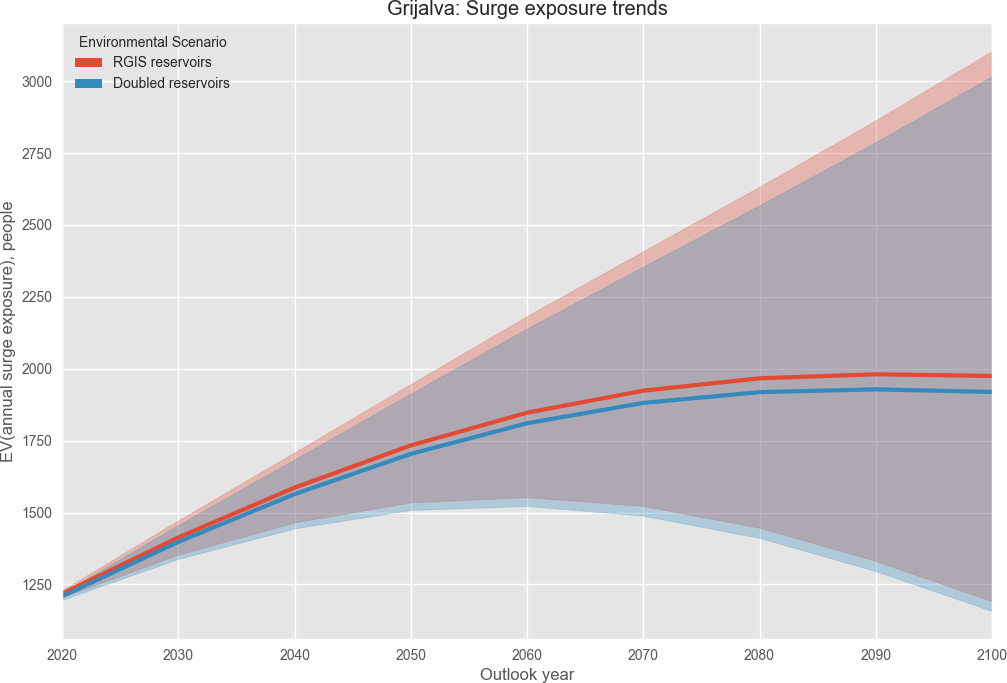 Grijalva: Surge exposure trends
Environmental Scenario
RGIS reservoirs
Doubled reservoirs
EV(annual surge exposure), people
3000
2750
2500
2250
2000
1750
1500
1250
2020 2030 2040 2050 2060 2070 2080 2090 2100
Outlook year